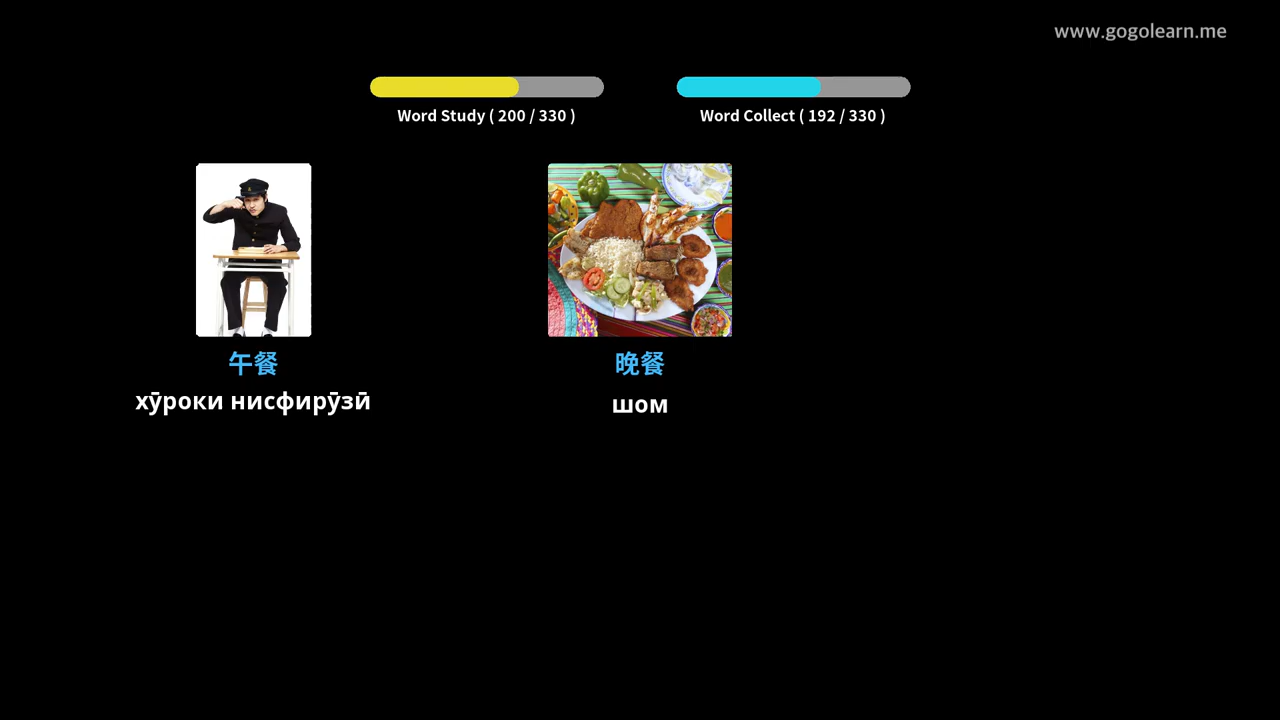 www.gogolearn.me
Word Study ( 200 / 330 )
Word Collect ( 192 / 330 )
午餐
хӯроки нисфирӯзӣ
晚餐
шом